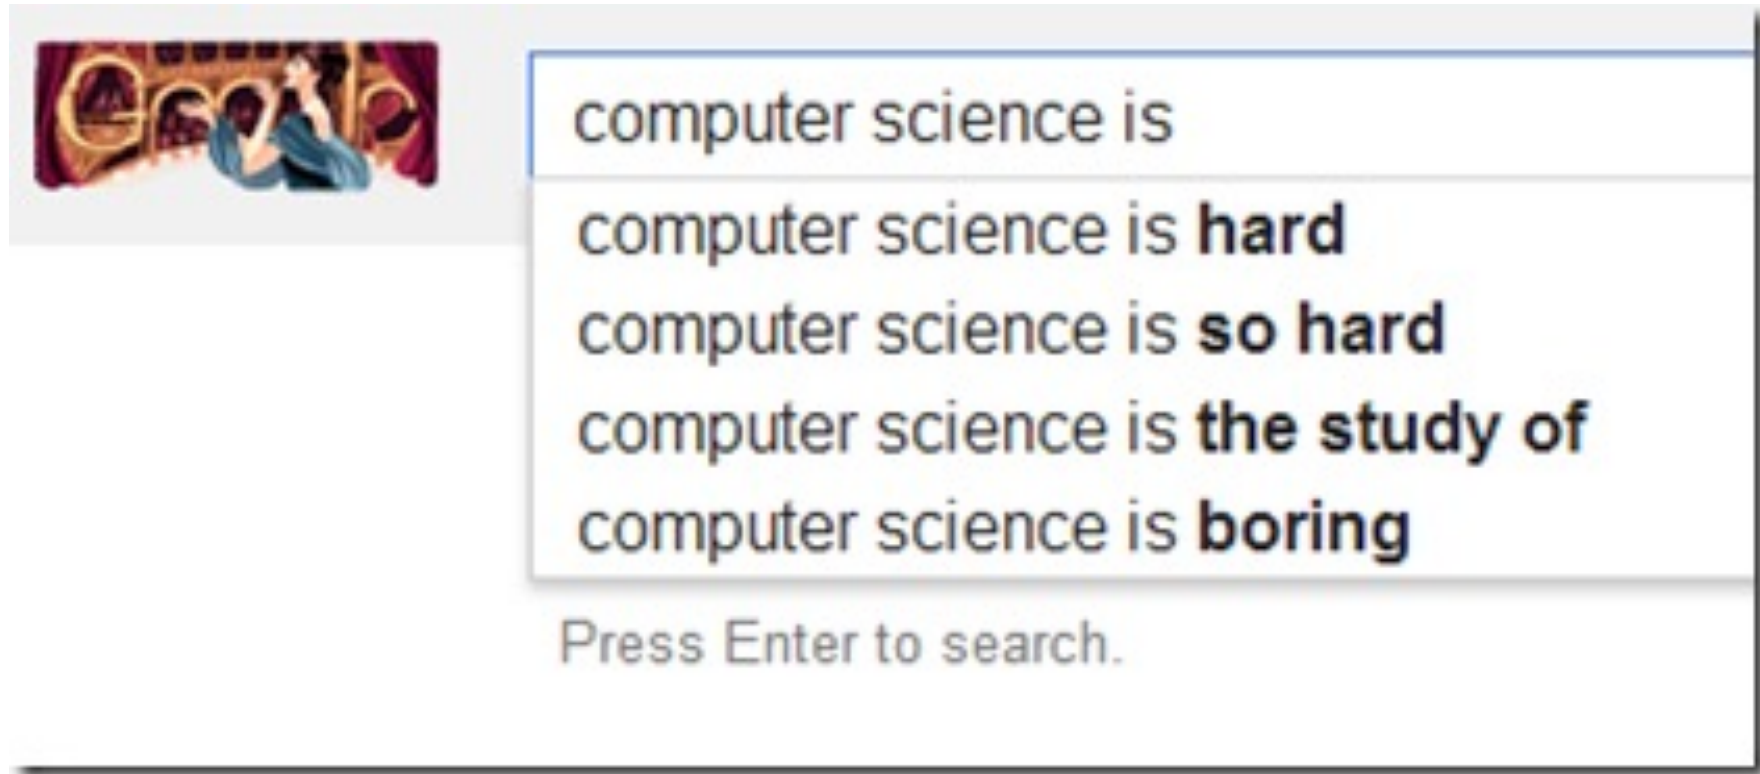 Google
computer science is
computer science is hard
computer science is so hard
computer science is the study of
computer science is boring
Press Enter to search.